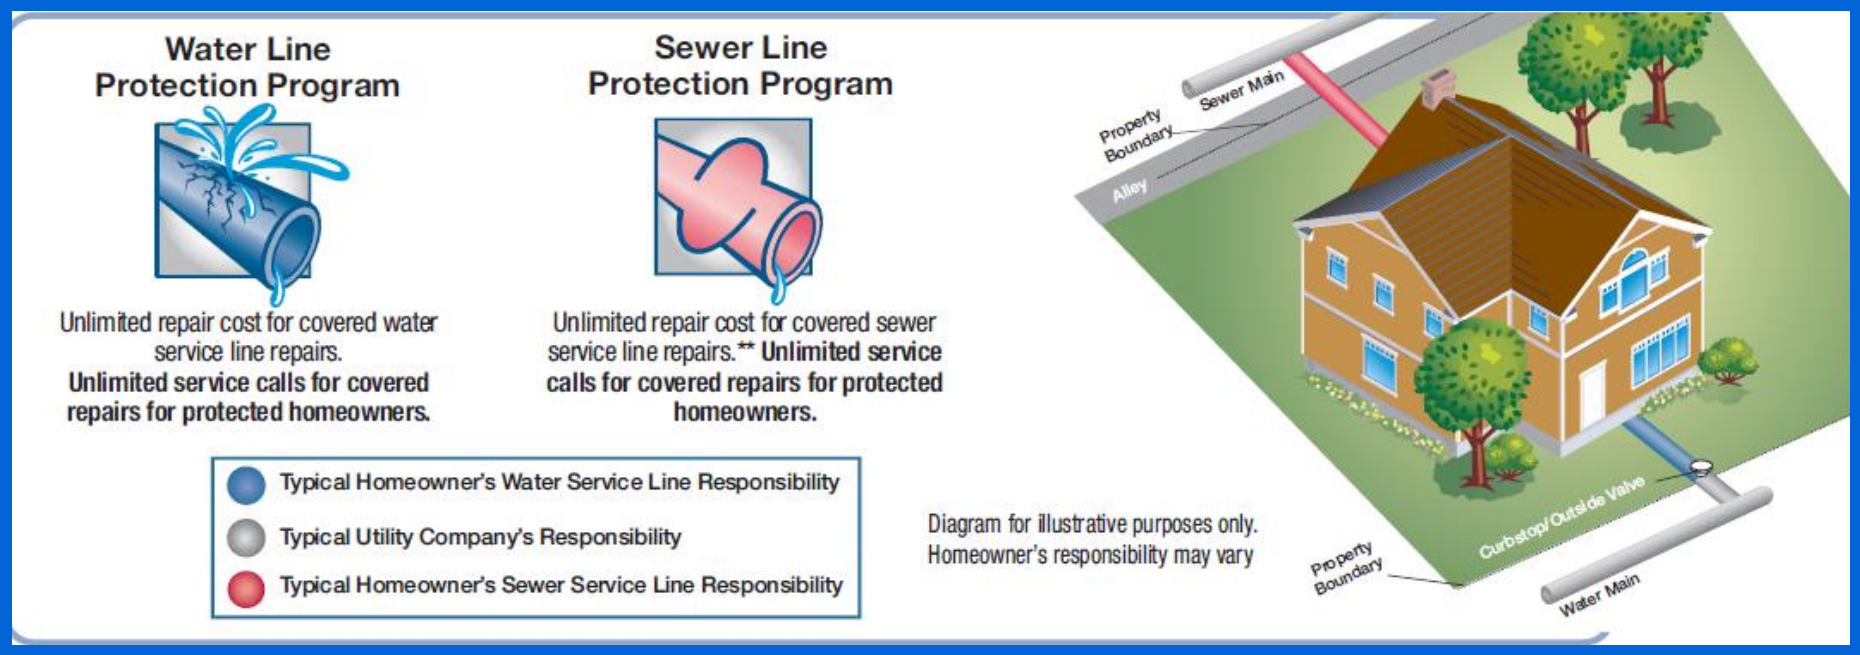 Water Line
Protection Program
Unlimited repair cost for covered water
service line repairs.
Unlimited service calls for covered
repairs for protected homeowners.
Sewer Line
Protection Program
Unlimited repair cost for covered sewer
service line repairs.** Unlimited service
calls for covered repairs for protected
homeowners.
Typical Homeowner's Water Service Line Responsibility
Typical Utility Company's Responsibility
Typical Homeowner's Sewer Service Line Responsibility
Diagram for illustrative purposes only.
Homeowner's responsibility may vary
Sewer Main
Property
Boundary
Alley
Curbstop/Outside Valve
Property
Boundary
Water Main